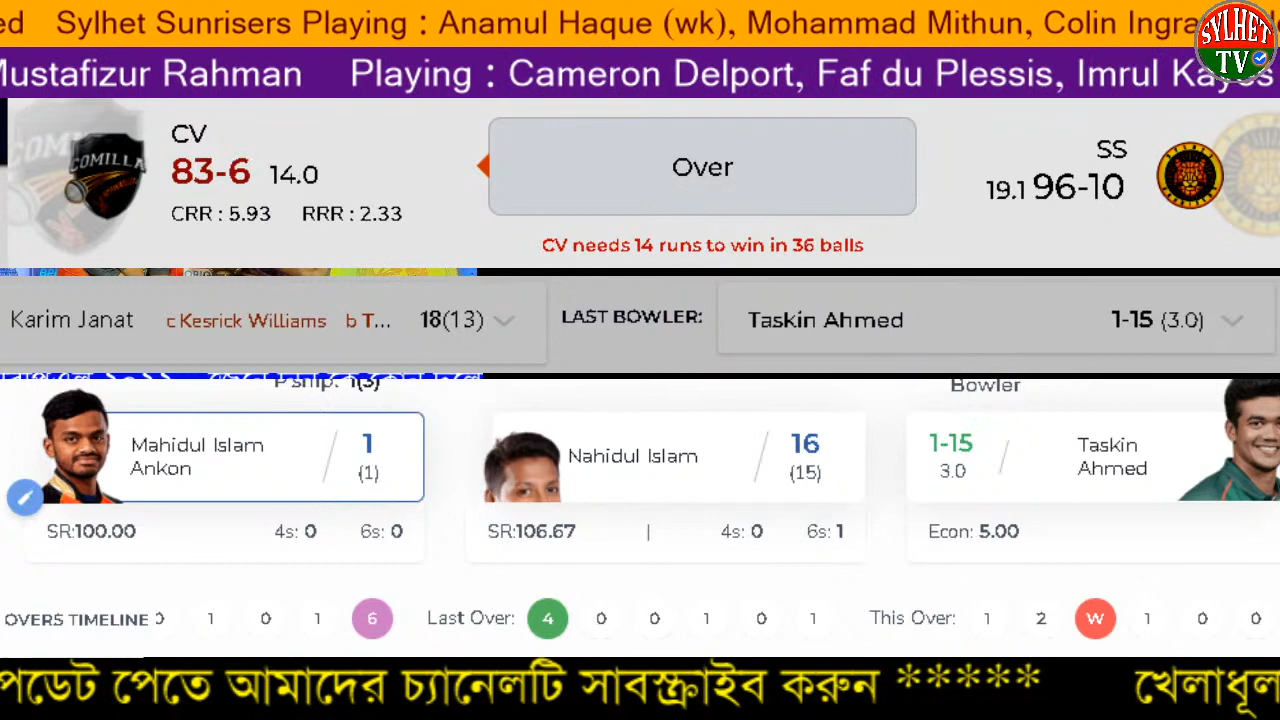 ed Sylhet Sunrisers Playing : Anamul Haque (wk), Mohammad Mithun, Colin Ingra
SYLHET
TV
Mustafizur Rahman Playing : Cameron Delport, Faf du Plessis, Imrul Kayes
COMILLA
CV
83-6 14.0
CRR : 5.93 RRR : 2.33
Over
CV needs 14 runs to win in 36 balls
SS
19.1 96-10
Karim Janat c Kesrick Williams b T... 18(13)
LAST BOWLER:
Taskin Ahmed 1-15 (3.0)
P'ship: 1(3)
Bowler
Mahidul Islam Ankon 1 (1)
Nahidul Islam 16 (15)
1-15 3.0 Taskin Ahmed
SR:100.00 4s: 0 6s: 0
SR:106.67 | 4s: 0 6s: 1
Econ: 5.00
OVERS TIMELINE 0 1 0 1 6 Last Over: 4 0 0 1 0 1 This Over: 1 2 W 1 0 0
পডেট পেতে আমাদের চ্যানেলটি সাবস্ক্রাইব করুন ***** খেলাধূল